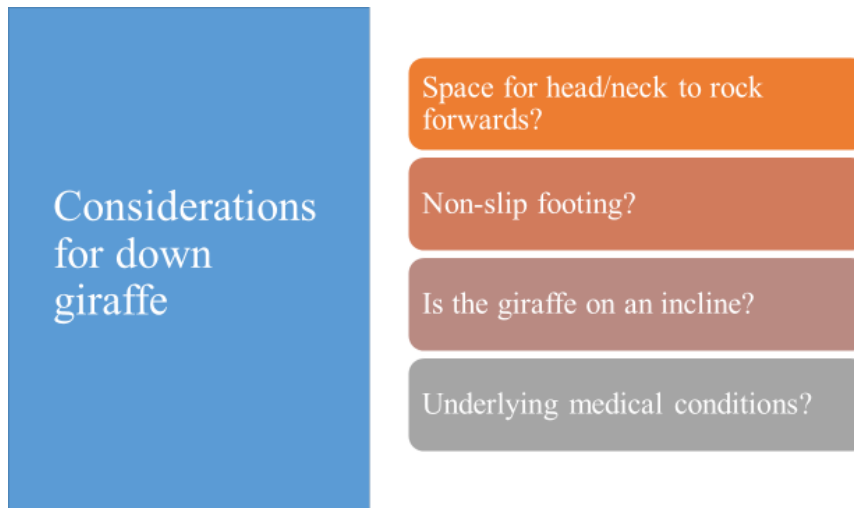 Considerations
for down
giraffe
Space for head/neck to rock
forwards?
Non-slip footing?
Is the giraffe on an incline?
Underlying medical conditions?